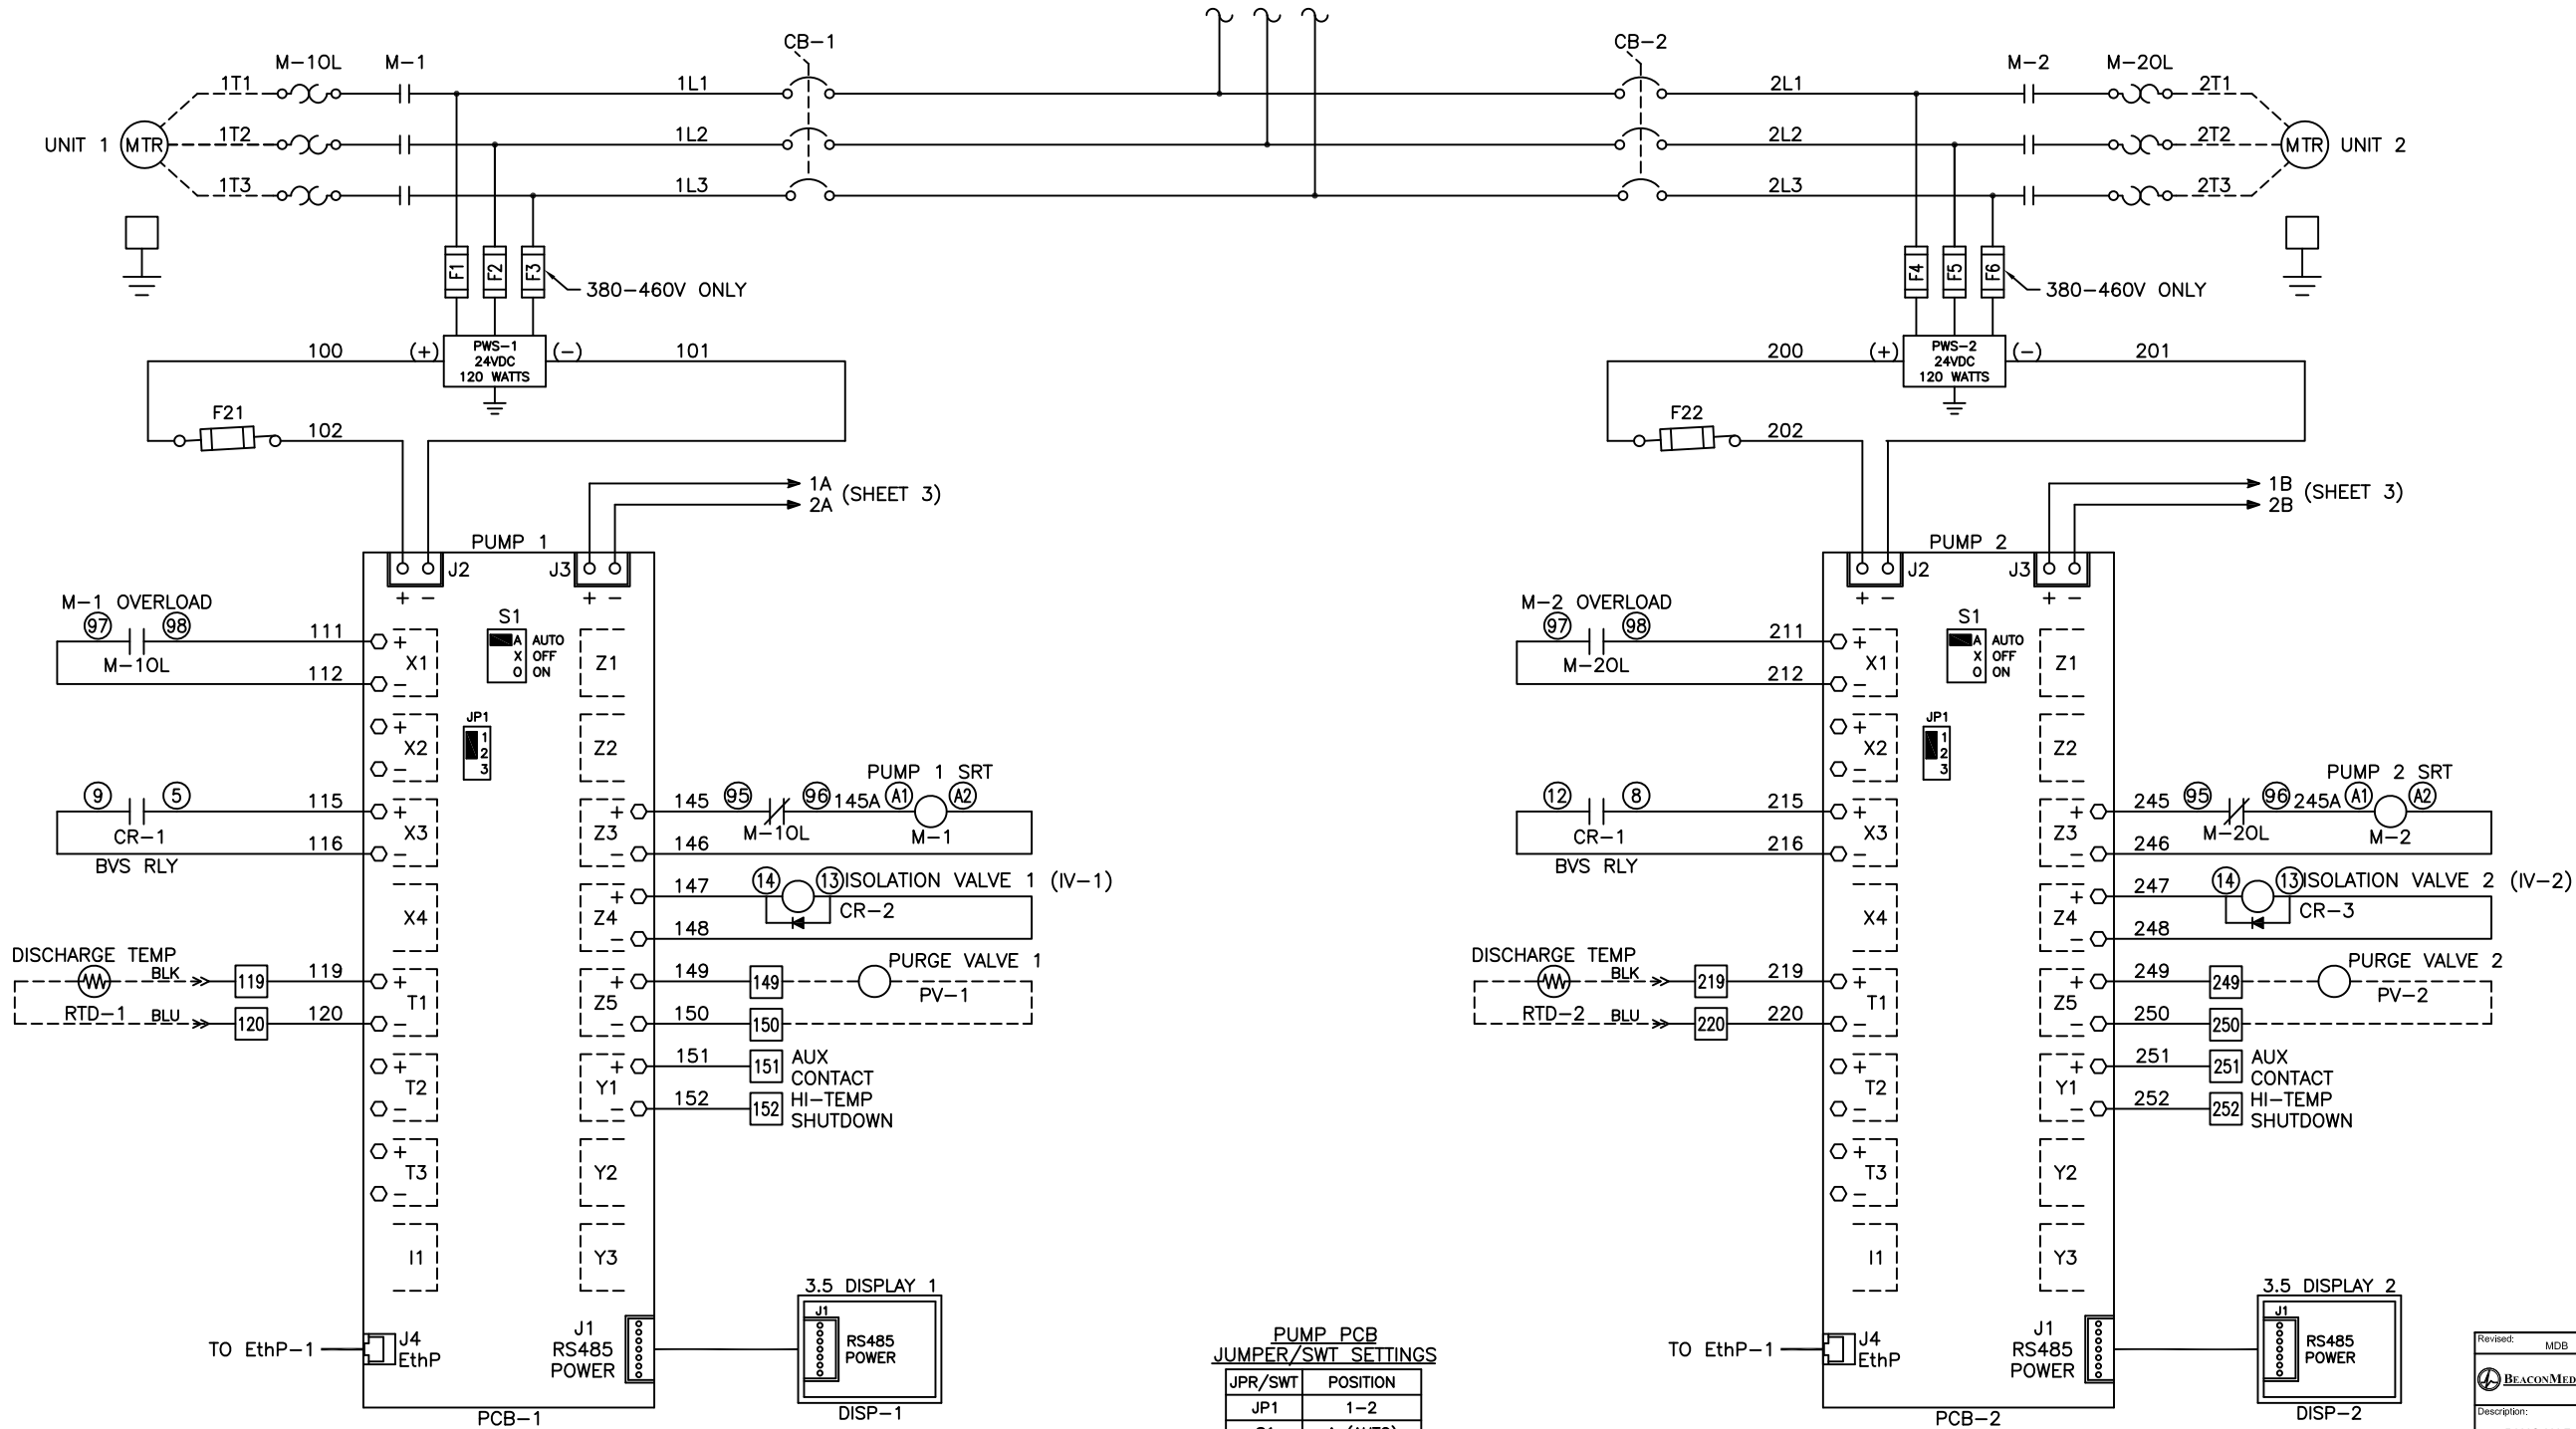 CB-1 CB-2
M-1OL M-1 M-2 M-2OL
1T1 1L1 2L1 2T1
UNIT 1 MTR 1T2 1L2 2L2 2T2 MTR UNIT 2
1T3 1L3 2L3 2T3
F1 F2 F3 380-460V ONLY
F4 F5 F6 380-460V ONLY
100 (+) PWS-1 (-) 101
24VDC
120 WATTS
200 (+) PWS-2 (-) 201
24VDC
120 WATTS
F21 102
F22 202
1A (SHEET 3)
2A
1B (SHEET 3)
2B
PUMP 1
J2 J3
+ - + -
M-1 OVERLOAD
97 98 111 +
M-1OL X1
112 -
S1
A AUTO
X OFF
O ON
Z1
JP1
1
2
3
+
X2
-
Z2
9 5 115 +
CR-1 X3
116 -
BVS RLY
PUMP 1 SRT
+ 145 95 96 145A A1 A2
Z3 M-1OL M-1
- 146
X4
+ 147 14 13 ISOLATION VALVE 1 (IV-1)
Z4 CR-2
- 148
DISCHARGE TEMP
BLK 119 119 +
T1
RTD-1 BLU 120 120 -
+ 149 149 PURGE VALVE 1
Z5 PV-1
- 150 150
+
T2
-
+ 151 151 AUX
Y1 CONTACT
- 152 152 HI-TEMP
SHUTDOWN
+
T3
-
Y2
I1
Y3
TO EthP-1 J4
EthP
J1
RS485
POWER
3.5 DISPLAY 1
J1
RS485
POWER
DISP-1
PCB-1
PUMP PCB
JUMPER/SWT SETTINGS
JPR/SWT POSITION
JP1 1-2
PUMP 2
J2 J3
+ - + -
M-2 OVERLOAD
97 98 211 +
M-2OL X1
212 -
S1
A AUTO
X OFF
O ON
Z1
JP1
1
2
3
+
X2
-
Z2
12 8 215 +
CR-1 X3
216 -
BVS RLY
PUMP 2 SRT
+ 245 95 96 245A A1 A2
Z3 M-2OL M-2
- 246
X4
+ 247 14 13 ISOLATION VALVE 2 (IV-2)
Z4 CR-3
- 248
DISCHARGE TEMP
BLK 219 219 +
T1
RTD-2 BLU 220 220 -
+ 249 249 PURGE VALVE 2
Z5 PV-2
- 250 250
+
T2
-
+ 251 251 AUX
Y1 CONTACT
- 252 252 HI-TEMP
SHUTDOWN
+
T3
-
Y2
I1
Y3
TO EthP-1 J4
EthP
J1
RS485
POWER
3.5 DISPLAY 2
J1
RS485
POWER
DISP-2
PCB-2
Revised: MDB
BEACONMED
Description: